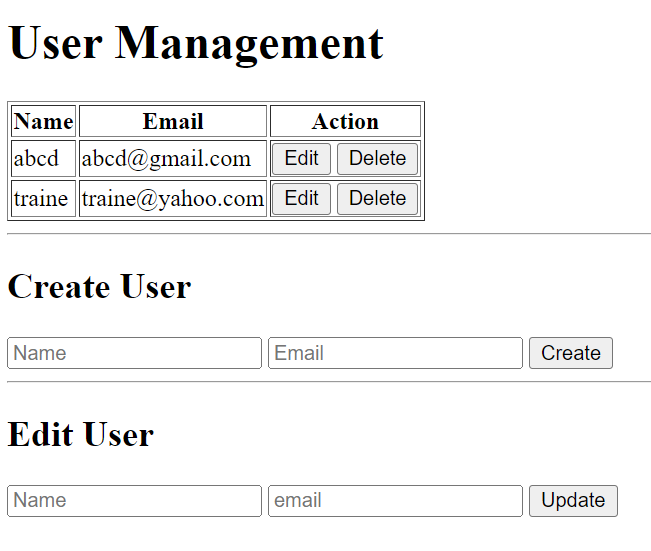 User Management
Name Email Action
abcd abcd@gmail.com Edit Delete
traine traine@yahoo.com Edit Delete
Create User
Name Email Create
Edit User
Name email Update